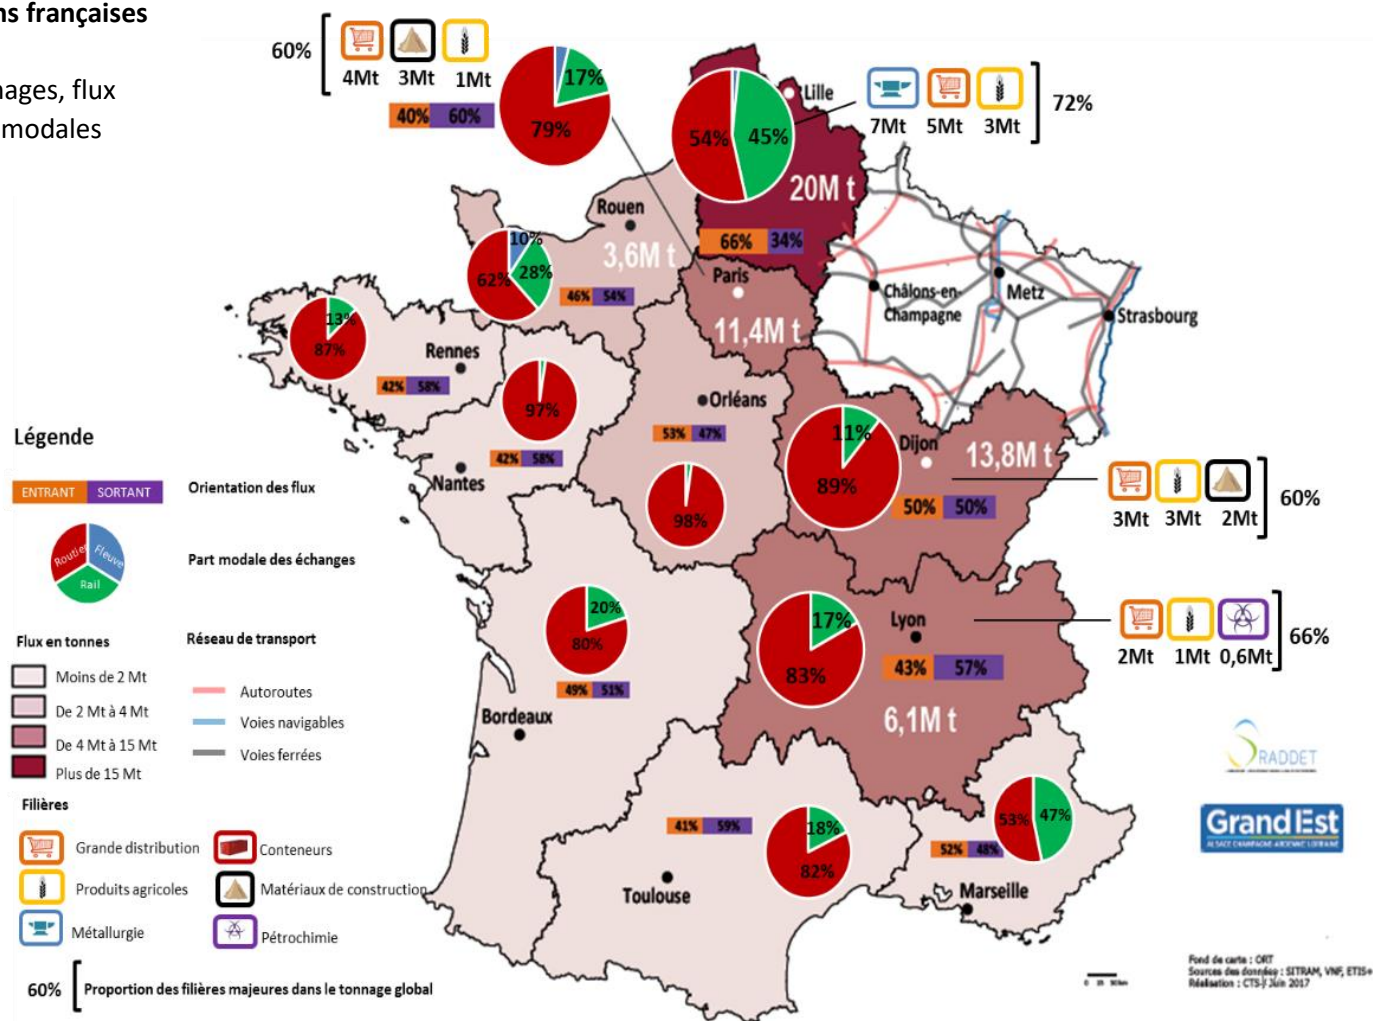 ns françaises
nages, flux
modales
60%
4Mt 3Mt 1Mt
40% 60%
17%
79%
54% 45%
Lille
7Mt 5Mt 3Mt
72%
20M t
66% 34%
Rouen
3,6M t
10%
62% 28%
46% 54%
Paris
11,4M t
Châlons-en-
Champagne
Metz
Strasbourg
13%
87%
Rennes
42% 58%
97%
42% 58%
Nantes
Orléans
53% 47%
98%
11%
89%
Dijon
13,8M t
50% 50%
3Mt 3Mt 2Mt
60%
Légende
ENTRANT SORTANT
Orientation des flux
Routier Fleuve
Rail
Part modale des échanges
20%
80%
49% 51%
Bordeaux
17%
83%
Lyon
43% 57%
6,1M t
2Mt 1Mt 0,6Mt
66%
Flux en tonnes
Moins de 2 Mt
De 2 Mt à 4 Mt
De 4 Mt à 15 Mt
Plus de 15 Mt
Réseau de transport
Autoroutes
Voies navigables
Voies ferrées
41% 59%
18%
82%
Toulouse
53% 47%
52% 48%
Marseille
RADDET
Grand Est
ALSACE CHAMPAGNE-ARDENNE LORRAINE
Filières
Grande distribution
Conteneurs
Produits agricoles
Matériaux de construction
Métallurgie
Pétrochimie
60%
Proportion des filières majeures dans le tonnage global
Fond de carte : ORT
Sources des données : SITRAM, VNF, ETIS+
Réalisation : CTS-/ Juin 2017